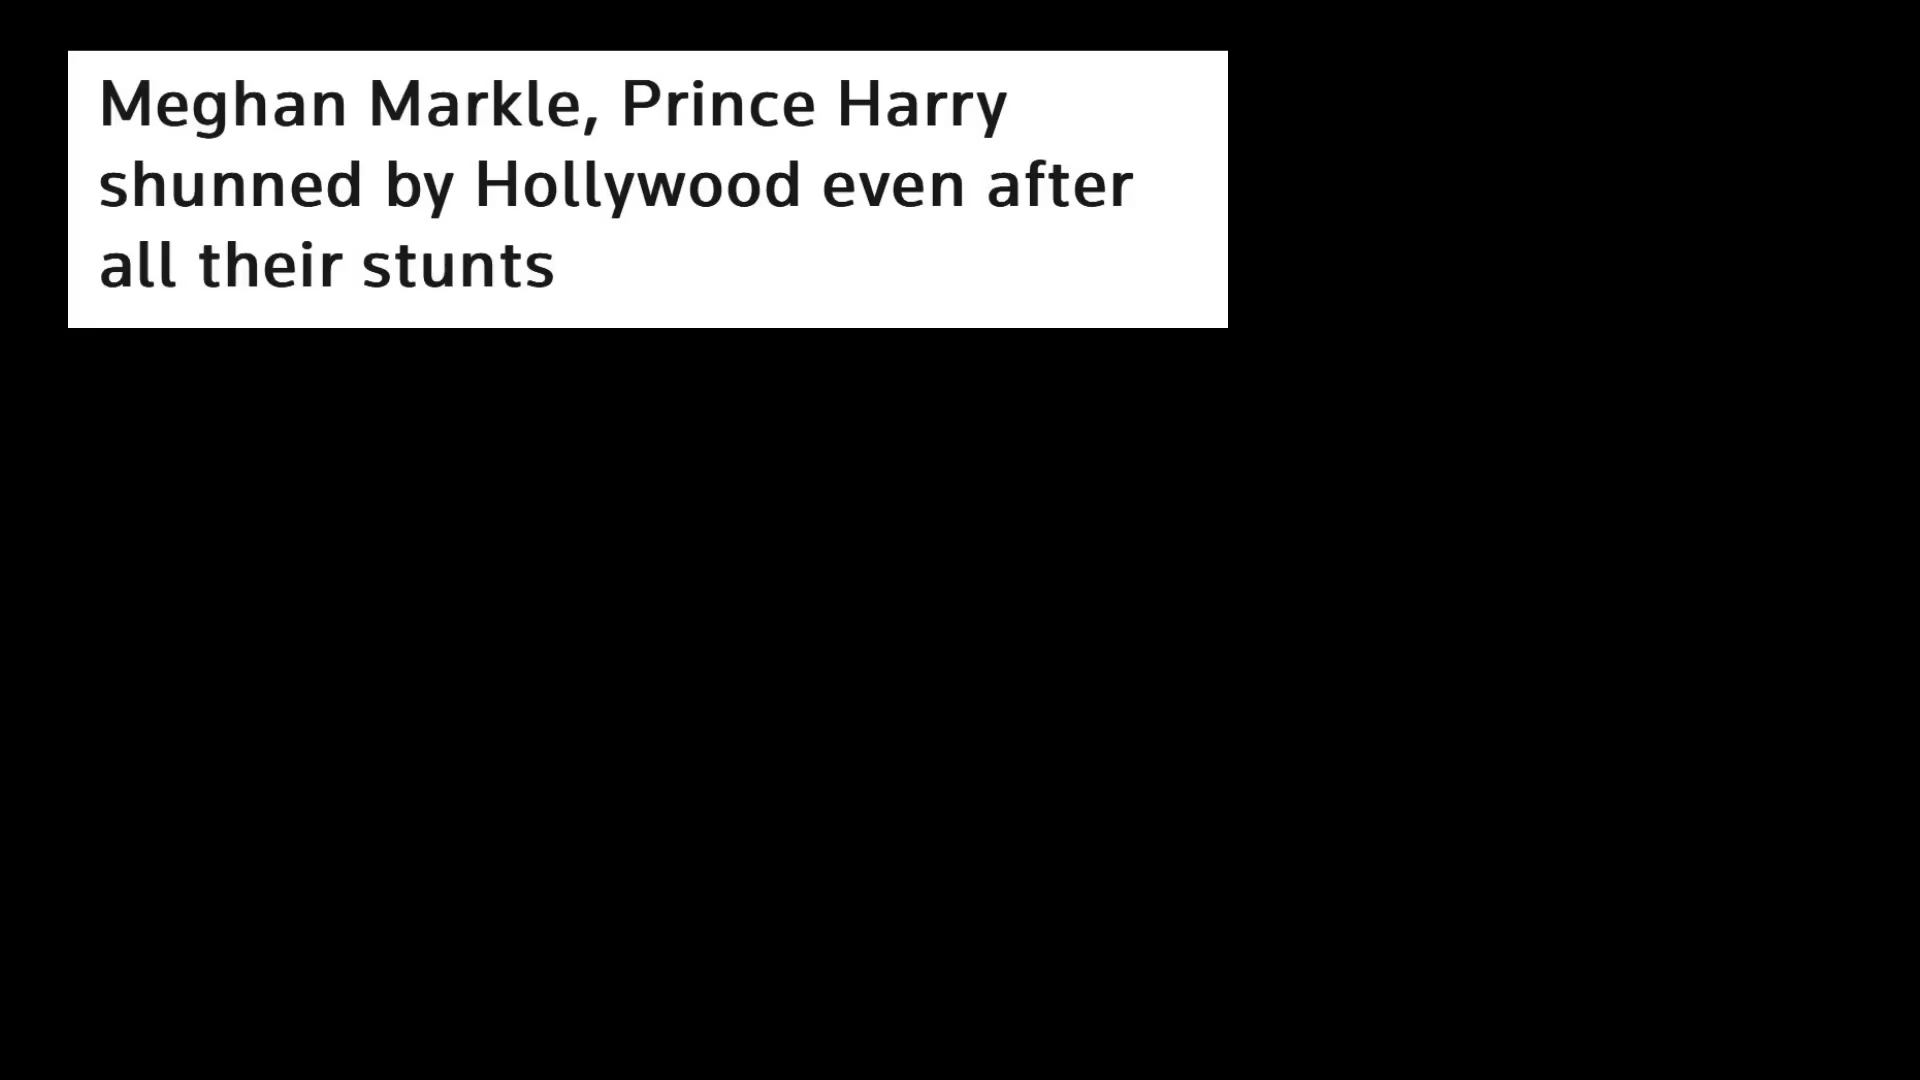 Meghan Markle, Prince Harry
shunned by Hollywood even after
all their stunts